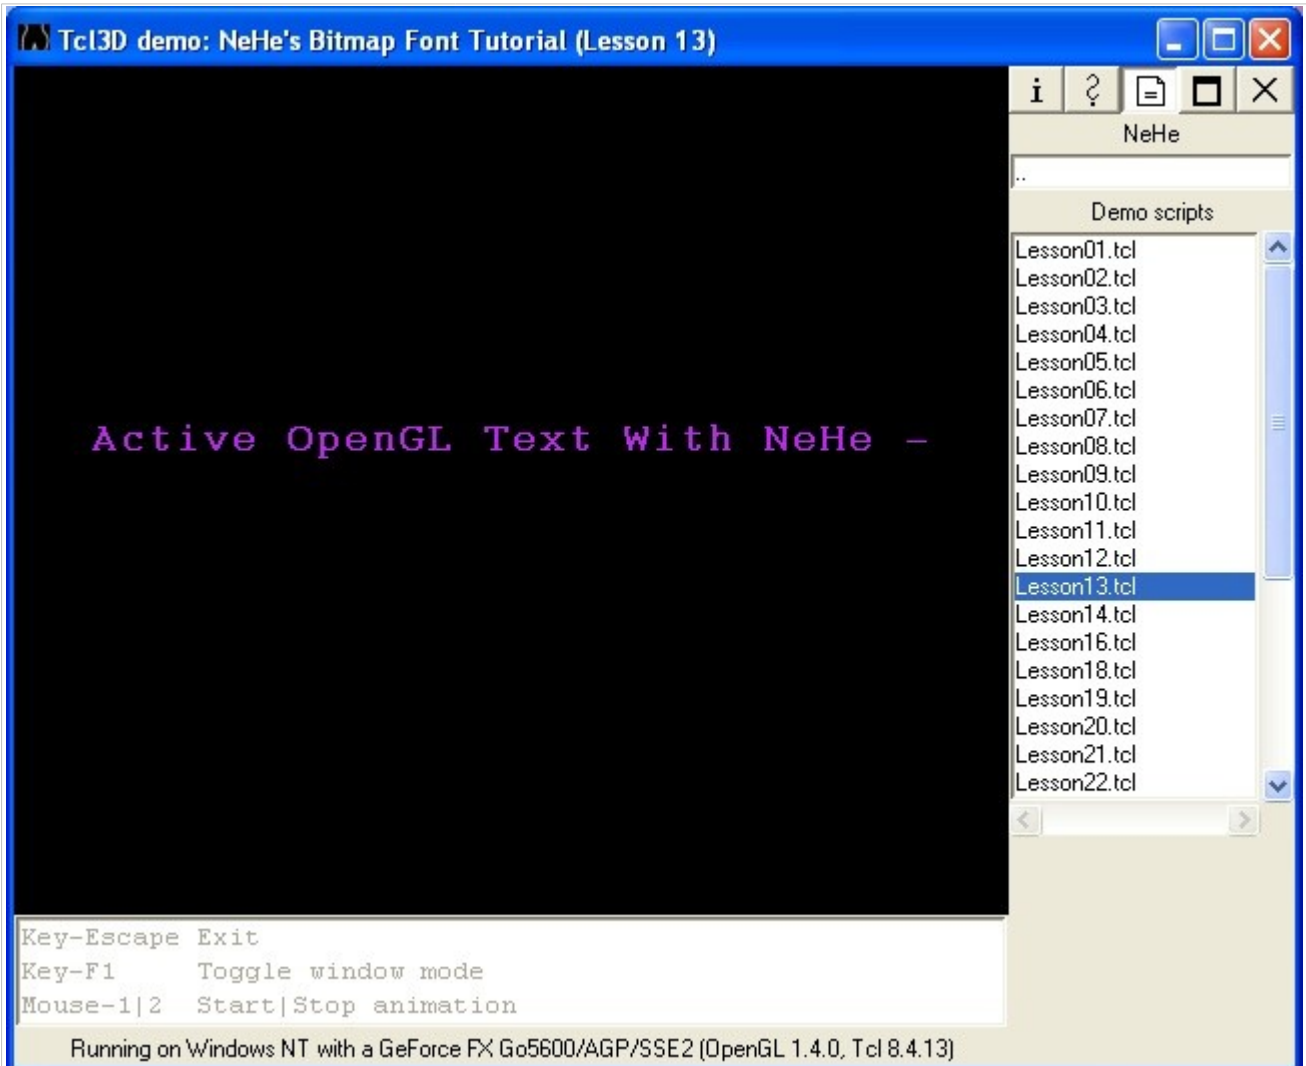 Tcl3D demo: NeHe's Bitmap Font Tutorial (Lesson 13)
i ?
NeHe
..
Demo scripts
Lesson01.tcl
Lesson02.tcl
Lesson03.tcl
Lesson04.tcl
Lesson05.tcl
Lesson06.tcl
Lesson07.tcl
Lesson08.tcl
Lesson09.tcl
Lesson10.tcl
Lesson11.tcl
Lesson12.tcl
Lesson13.tcl
Lesson14.tcl
Lesson16.tcl
Lesson18.tcl
Lesson19.tcl
Lesson20.tcl
Lesson21.tcl
Lesson22.tcl
Active OpenGL Text With NeHe -
Key-Escape Exit
Key-F1 Toggle window mode
Mouse-1|2 Start|Stop animation
Running on Windows NT with a GeForce FX Go5600/AGP/SSE2 (OpenGL 1.4.0, Tcl 8.4.13)